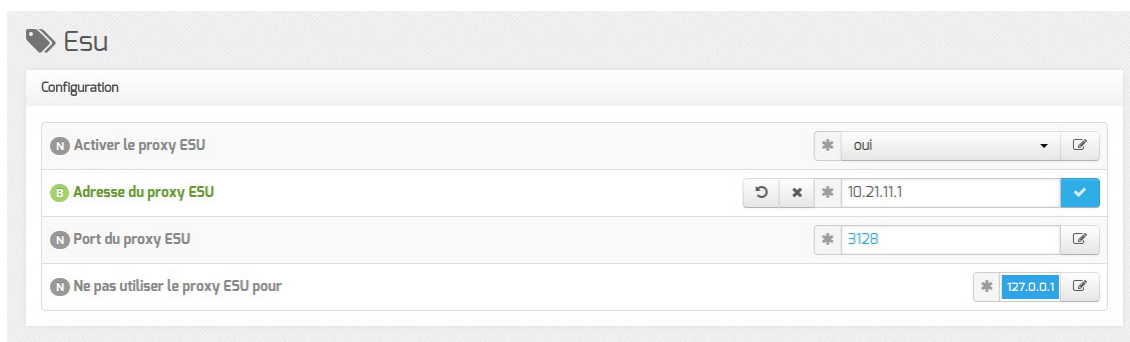 Esu
Configuration
N Activer le proxy ESU oui
B Adresse du proxy ESU 10.21.11.1
N Port du proxy ESU 3128
N Ne pas utiliser le proxy ESU pour 127.0.0.1